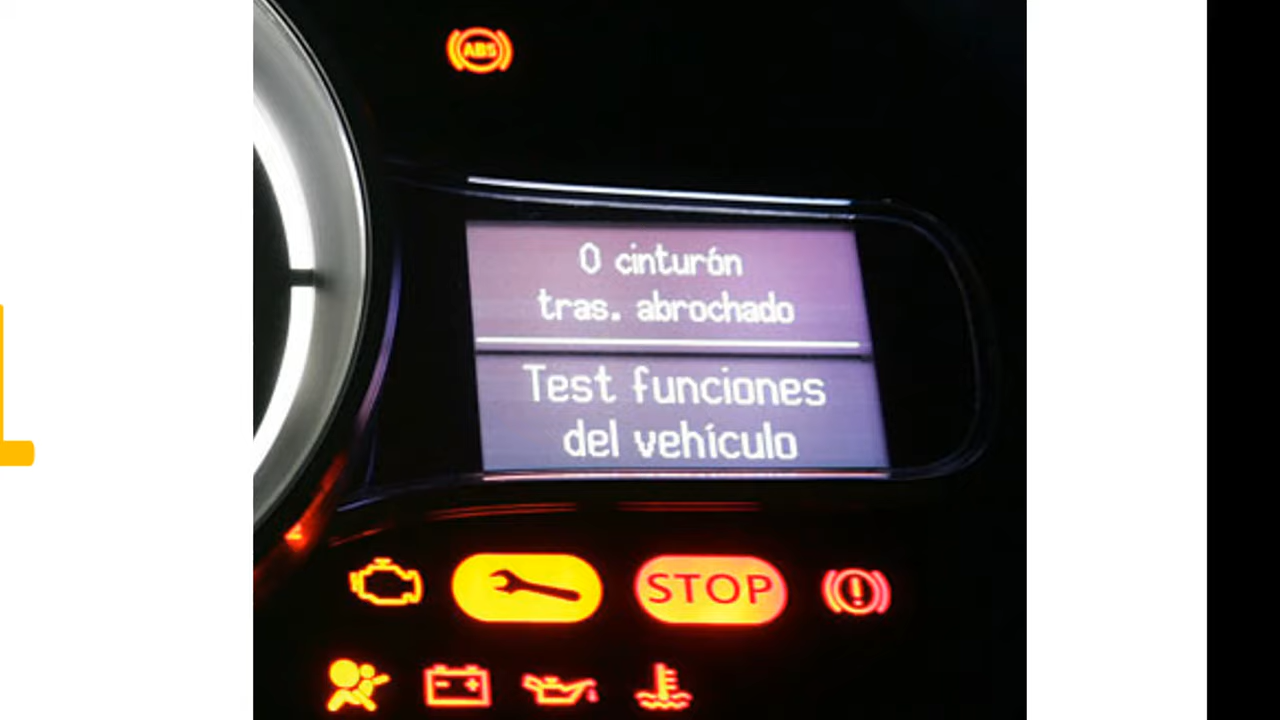 ABS
0 cinturón
tras. abrochado
Test funciones
del vehículo
STOP